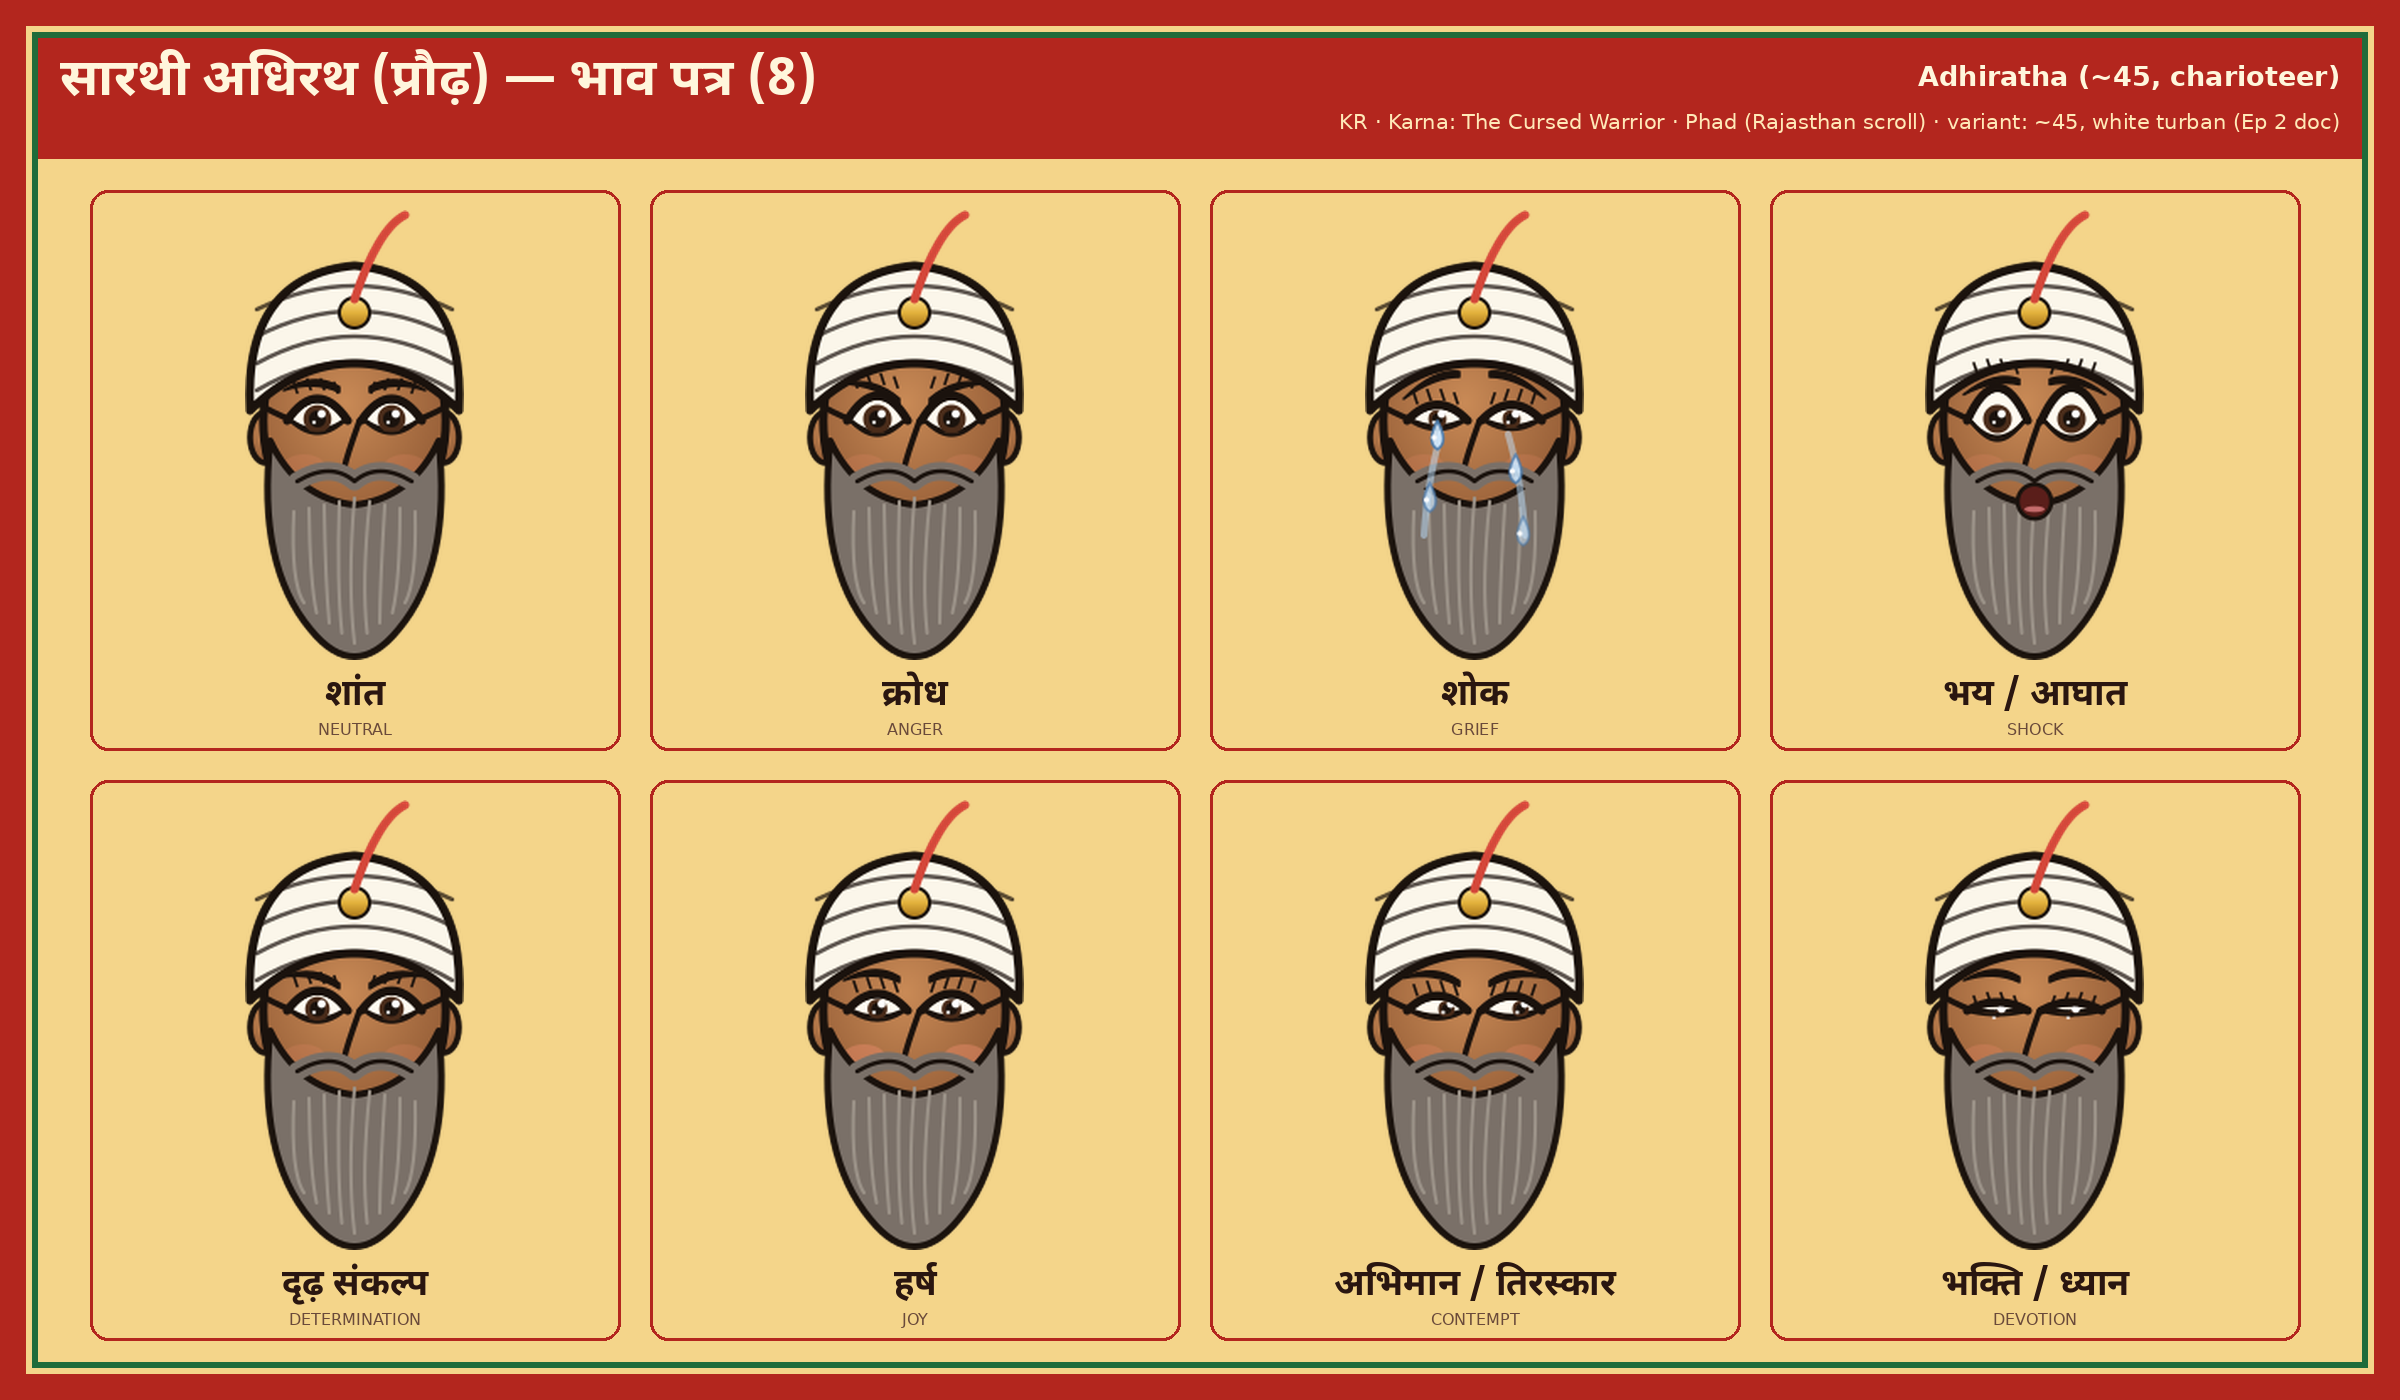 सारथी अधिरथ (प्रौढ़) — भाव पत्र (8)
Adhiratha (~45, charioteer)
KR · Karna: The Cursed Warrior · Phad (Rajasthan scroll) · variant: ~45, white turban (Ep 2 doc)
शांत
NEUTRAL
क्रोध
ANGER
शोक
GRIEF
भय / आघात
SHOCK
दृढ़ संकल्प
DETERMINATION
हर्ष
JOY
अभिमान / तिरस्कार
CONTEMPT
भक्ति / ध्यान
DEVOTION